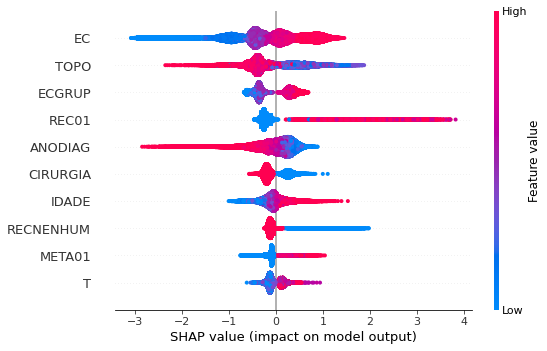 High
EC
TOPO
ECGRUP
REC01
ANODIAG
CIRURGIA
IDADE
RECNENHUM
META01
T
Feature value
Low
−3 −2 −1 0 1 2 3 4
SHAP value (impact on model output)